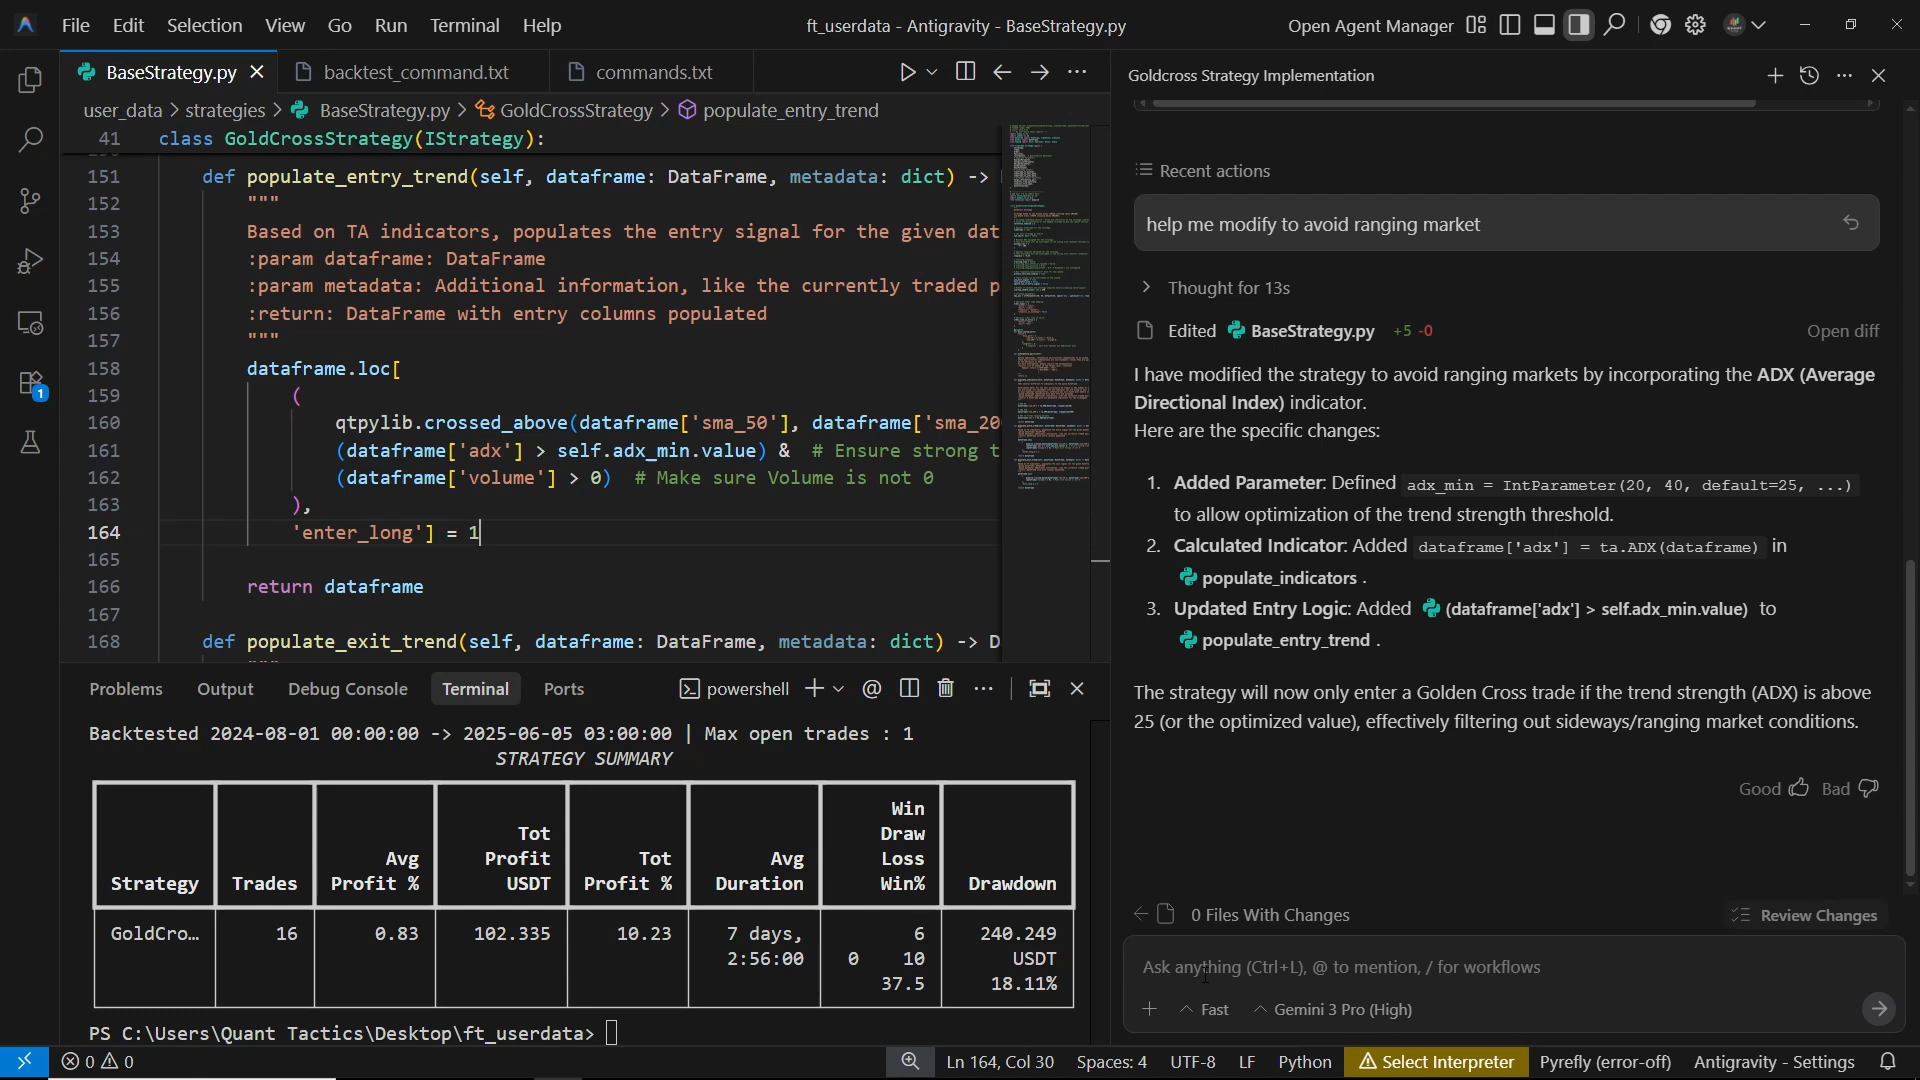 File Edit Selection View Go Run Terminal Help
ft_userdata - Antigravity - BaseStrategy.py
Open Agent Manager
BaseStrategy.py
backtest_command.txt
commands.txt
user_data > strategies > BaseStrategy.py > GoldCrossStrategy > populate_entry_trend
41 class GoldCrossStrategy(IStrategy):
151 def populate_entry_trend(self, dataframe: DataFrame, metadata: dict) ->
152 """
153 Based on TA indicators, populates the entry signal for the given dat
154 :param dataframe: DataFrame
155 :param metadata: Additional information, like the currently traded p
156 :return: DataFrame with entry columns populated
157 """
158 dataframe.loc[
159 (
160 qtpylib.crossed_above(dataframe['sma_50'], dataframe['sma_20
161 (dataframe['adx'] > self.adx_min.value) & # Ensure strong t
162 (dataframe['volume'] > 0) # Make sure Volume is not 0
163 ),
164 'enter_long'] = 1
165
166 return dataframe
167
168 def populate_exit_trend(self, dataframe: DataFrame, metadata: dict) -> D
Problems Output Debug Console Terminal Ports
powershell
Backtested 2024-08-01 00:00:00 -> 2025-06-05 03:00:00 | Max open trades : 1
STRATEGY SUMMARY
Strategy
Trades
Avg
Profit %
Tot
Profit
USDT
Tot
Profit %
Avg
Duration
Win
Draw
Loss
Win%
Drawdown
GoldCro…
16
0.83
102.335
10.23
7 days,
2:56:00
6
0 10
37.5
240.249
USDT
18.11%
PS C:\Users\Quant Tactics\Desktop\ft_userdata>
Goldcross Strategy Implementation
Recent actions
help me modify to avoid ranging market
Thought for 13s
Edited BaseStrategy.py +5 -0
Open diff
I have modified the strategy to avoid ranging markets by incorporating the ADX (Average
Directional Index) indicator.
Here are the specific changes:
1. Added Parameter: Defined adx_min = IntParameter(20, 40, default=25, ...)
to allow optimization of the trend strength threshold.
2. Calculated Indicator: Added dataframe['adx'] = ta.ADX(dataframe) in
populate_indicators .
3. Updated Entry Logic: Added (dataframe['adx'] > self.adx_min.value) to
populate_entry_trend .
The strategy will now only enter a Golden Cross trade if the trend strength (ADX) is above
25 (or the optimized value), effectively filtering out sideways/ranging market conditions.
Good Bad
0 Files With Changes
Review Changes
Ask anything (Ctrl+L), @ to mention, / for workflows
Fast
Gemini 3 Pro (High)
1
0 0
Ln 164, Col 30 Spaces: 4 UTF-8 LF Python Select Interpreter Pyrefly (error-off) Antigravity - Settings